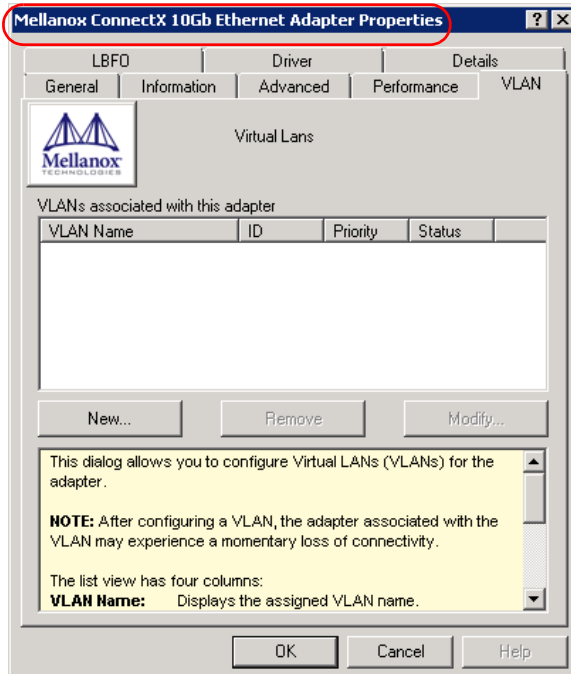 Mellanox ConnectX 10Gb Ethernet Adapter Properties
LBFO Driver Details
General Information Advanced Performance VLAN
Mellanox
TECHNOLOGIES
Virtual Lans
VLANs associated with this adapter
VLAN Name ID Priority Status
New... Remove Modify...
This dialog allows you to configure Virtual LANs (VLANs) for the
adapter.
NOTE: After configuring a VLAN, the adapter associated with the
VLAN may experience a momentary loss of connectivity.
The list view has four columns:
VLAN Name: Displays the assigned VLAN name.
OK Cancel Help